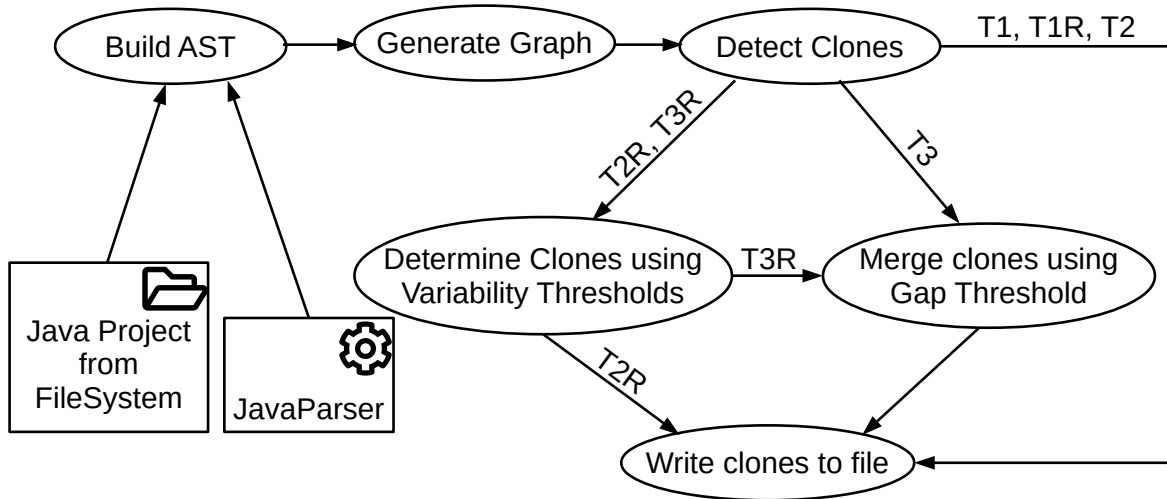 Build AST
Generate Graph
Detect Clones
T1, T1R, T2
T2R, T3R
T3
Determine Clones using
Variability Thresholds
T3R
Merge clones using
Gap Threshold
Java Project
from
FileSystem
JavaParser
T2R
Write clones to file